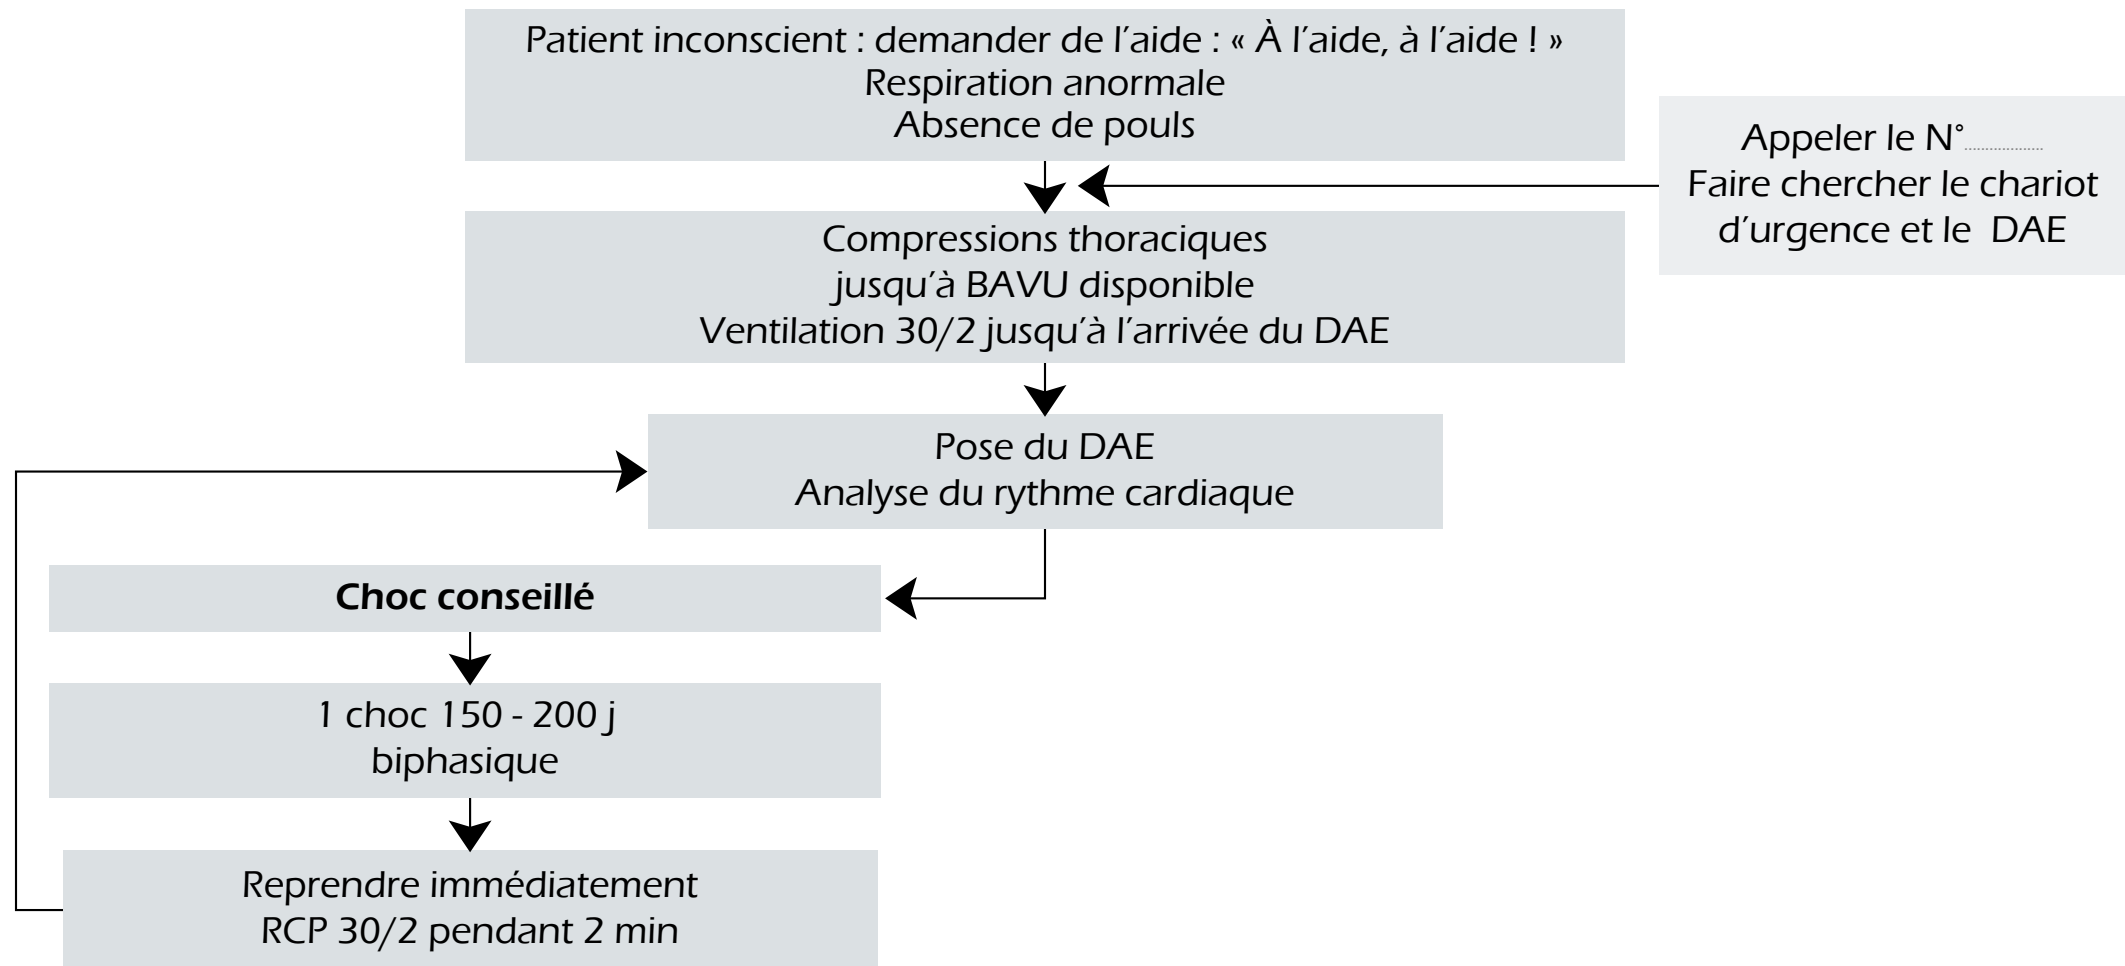 Patient inconscient : demander de l'aide : « À l'aide, à l'aide ! »
Respiration anormale
Absence de pouls
Appeler le N°...................
Faire chercher le chariot
d'urgence et le DAE
Compressions thoraciques
jusqu'à BAVU disponible
Ventilation 30/2 jusqu'à l'arrivée du DAE
Pose du DAE
Analyse du rythme cardiaque
Choc conseillé
1 choc 150 - 200 j
biphasique
Reprendre immédiatement
RCP 30/2 pendant 2 min